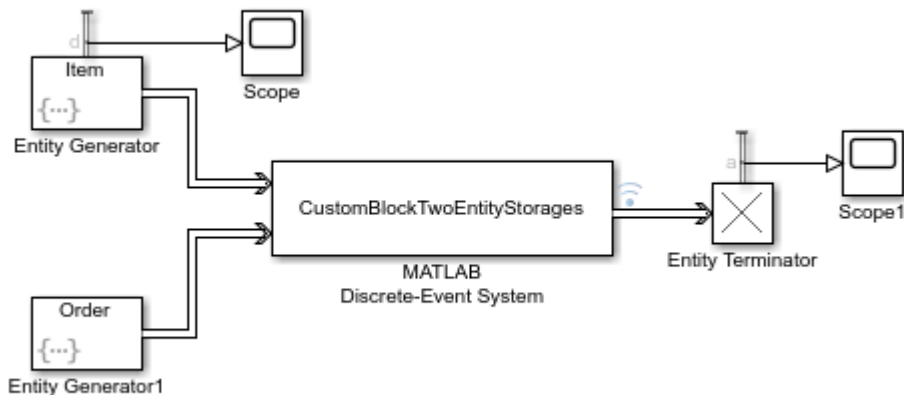 d
Item
{...}
Entity Generator
Scope
CustomBlockTwoEntityStorages
MATLAB
Discrete-Event System
a
Entity Terminator
Scope1
Order
{...}
Entity Generator1